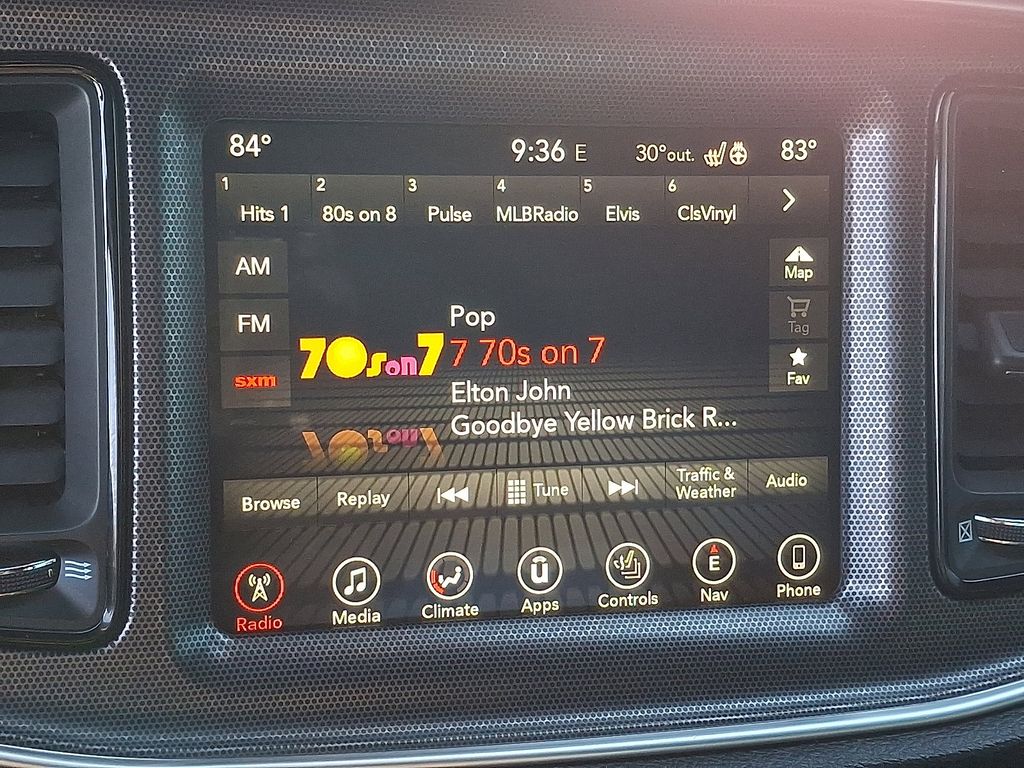 84° 9:36 E 30°out. 83°
1 2 3 4 5 6
Hits 1 80s on 8 Pulse MLBRadio Elvis ClsVinyl
AM
Map
FM
Tag
sxm
Fav
Pop
70s on 7
7 70s on 7
Elton John
Goodbye Yellow Brick R...
Browse Replay Tune Traffic & Weather Audio
E
Radio Media Climate Apps Controls Nav Phone